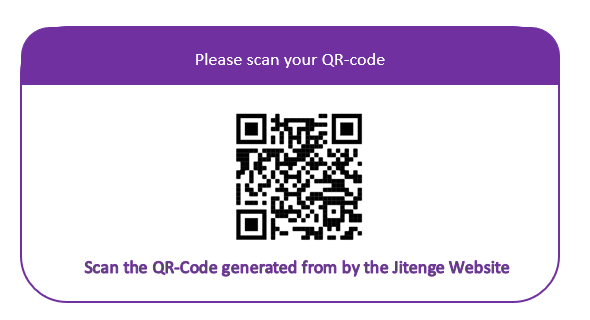 Please scan your QR-code
Scan the QR-Code generated from by the Jitenge Website